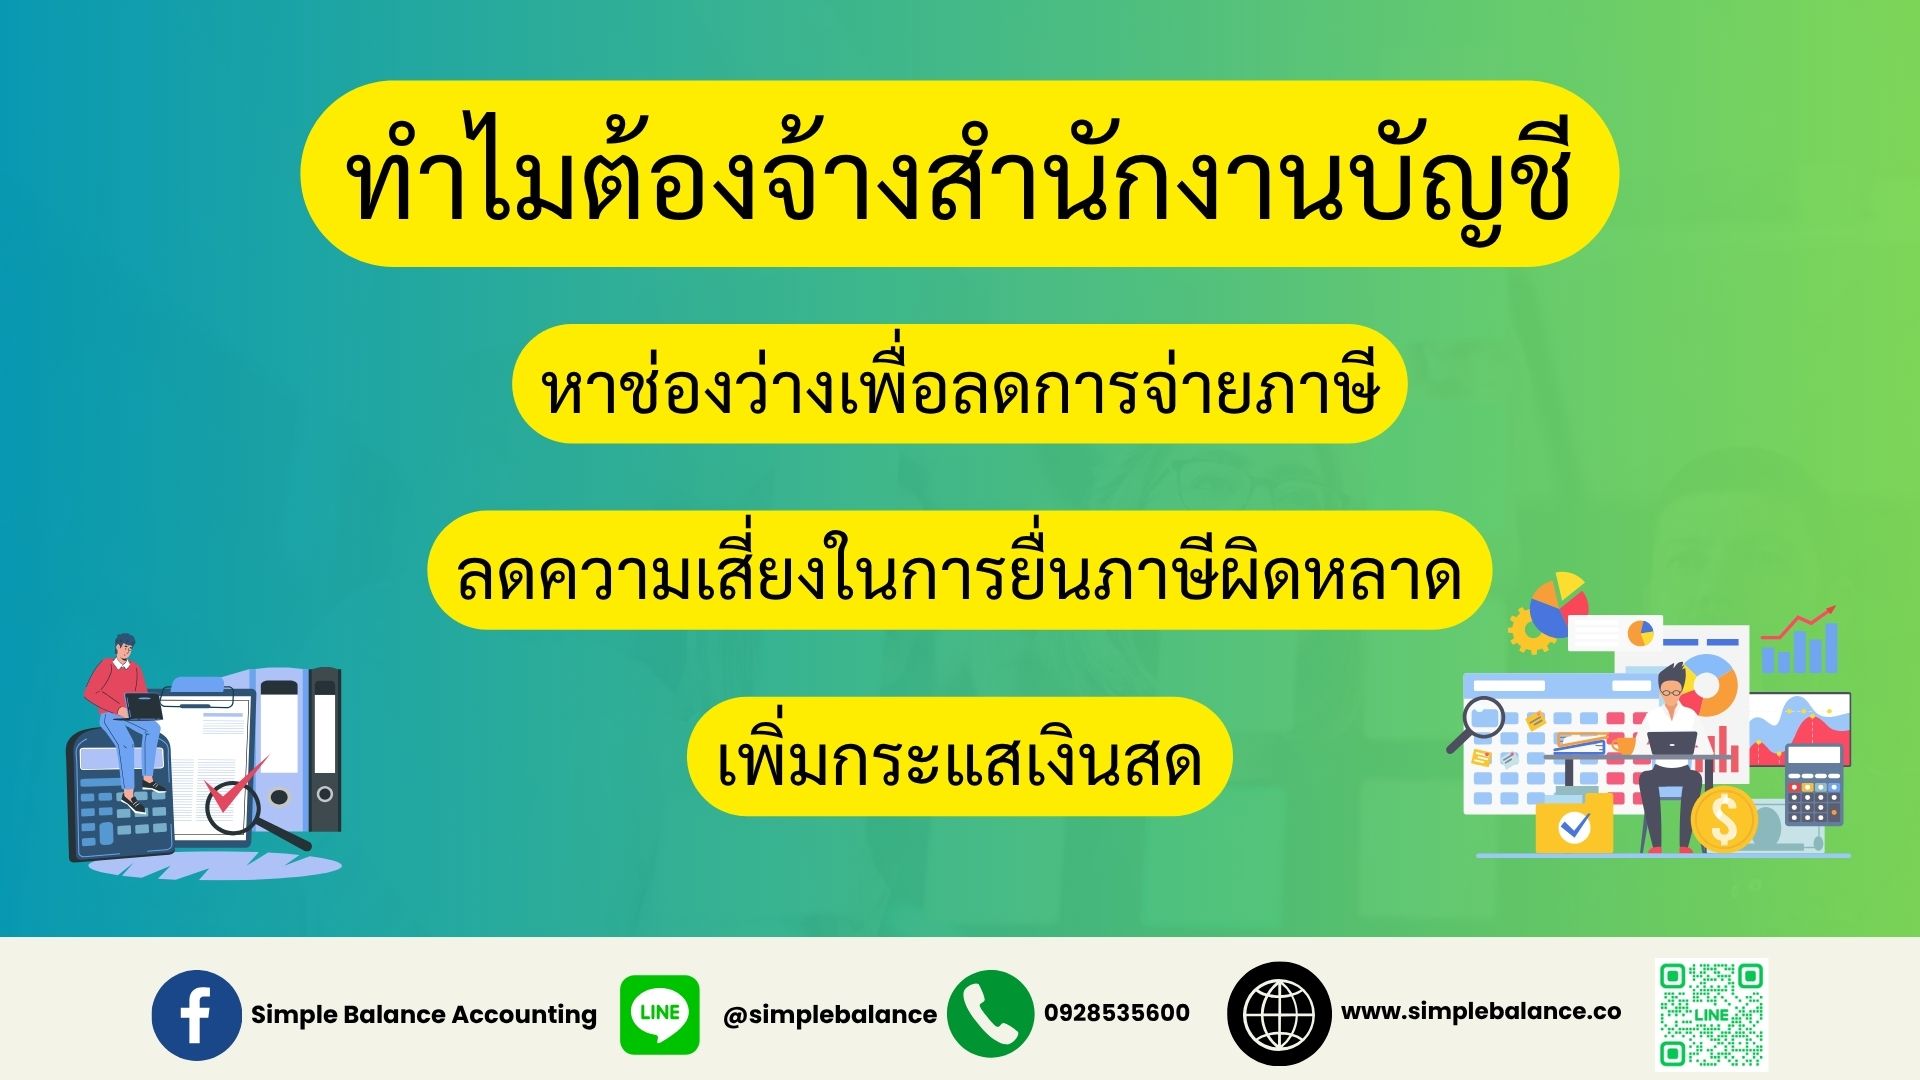 ทำไมต้องจ้างสำนักงานบัญชี
หาช่องว่างเพื่อลดการจ่ายภาษี
ลดความเสี่ยงในการยื่นภาษีผิดหลาด
เพิ่มกระแสเงินสด
Simple Balance Accounting
LINE
@simplebalance
0928535600
www.simplebalance.co
LINE